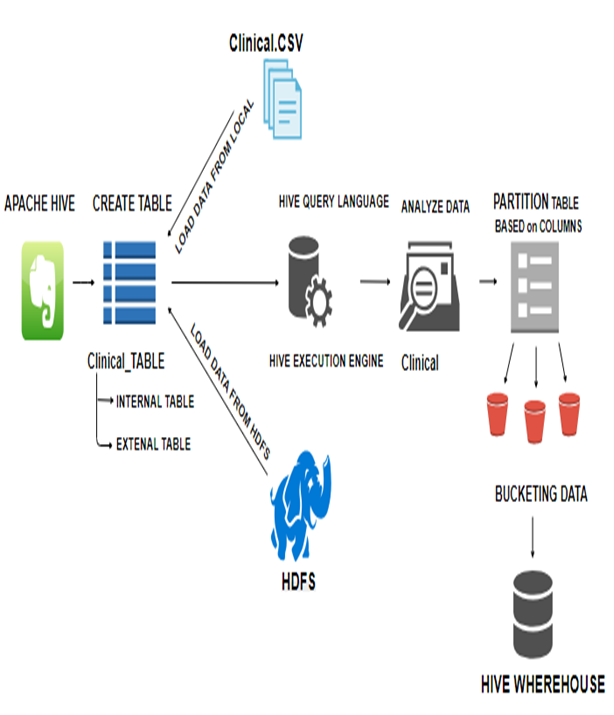 Clinical.CSV
LOAD DATA FROM LOCAL
APACHE HIVE
CREATE TABLE
HIVE QUERY LANGUAGE
ANALYZE DATA
PARTITION TABLE
BASED on COLUMNS
Clinical_TABLE
INTERNAL TABLE
EXTENAL TABLE
LOAD DATA FROM HDFS
HIVE EXECUTION ENGINE
Clinical
HDFS
BUCKETING DATA
HIVE WHEREHOUSE